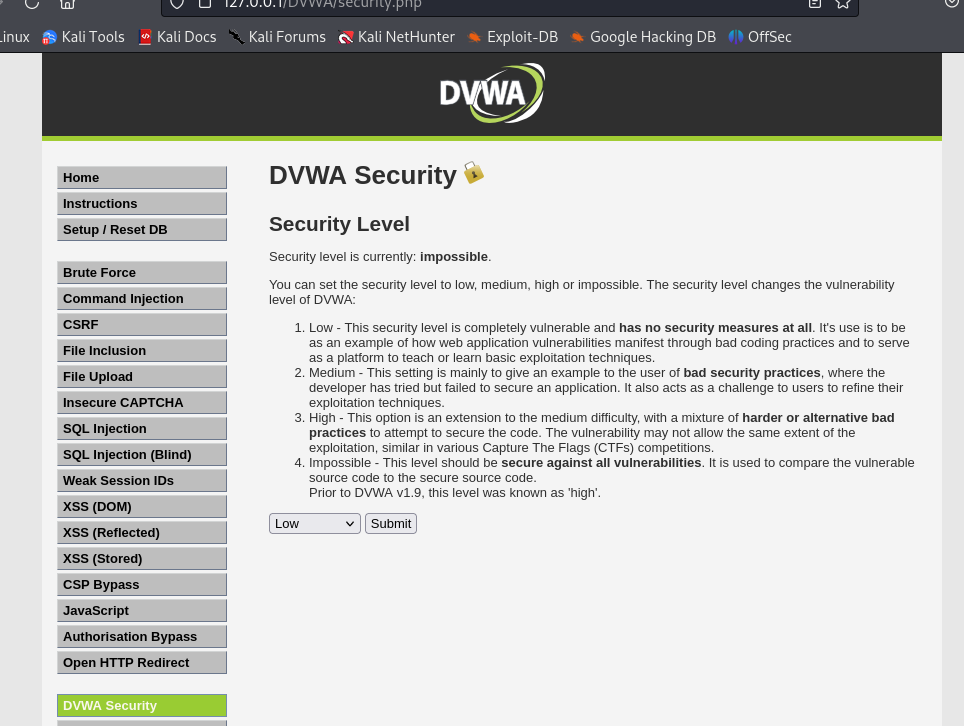 127.0.0.1/DVWA/security.php
inux Kali Tools Kali Docs Kali Forums Kali NetHunter Exploit-DB Google Hacking DB OffSec
DVWA
Home
Instructions
Setup / Reset DB
Brute Force
Command Injection
CSRF
File Inclusion
File Upload
Insecure CAPTCHA
SQL Injection
SQL Injection (Blind)
Weak Session IDs
XSS (DOM)
XSS (Reflected)
XSS (Stored)
CSP Bypass
JavaScript
Authorisation Bypass
Open HTTP Redirect
DVWA Security
DVWA Security
Security Level
Security level is currently: impossible.
You can set the security level to low, medium, high or impossible. The security level changes the vulnerability
level of DVWA:
1. Low - This security level is completely vulnerable and has no security measures at all. It's use is to be
as an example of how web application vulnerabilities manifest through bad coding practices and to serve
as a platform to teach or learn basic exploitation techniques.
2. Medium - This setting is mainly to give an example to the user of bad security practices, where the
developer has tried but failed to secure an application. It also acts as a challenge to users to refine their
exploitation techniques.
3. High - This option is an extension to the medium difficulty, with a mixture of harder or alternative bad
practices to attempt to secure the code. The vulnerability may not allow the same extent of the
exploitation, similar in various Capture The Flags (CTFs) competitions.
4. Impossible - This level should be secure against all vulnerabilities. It is used to compare the vulnerable
source code to the secure source code.
Prior to DVWA v1.9, this level was known as 'high'.
Low Submit